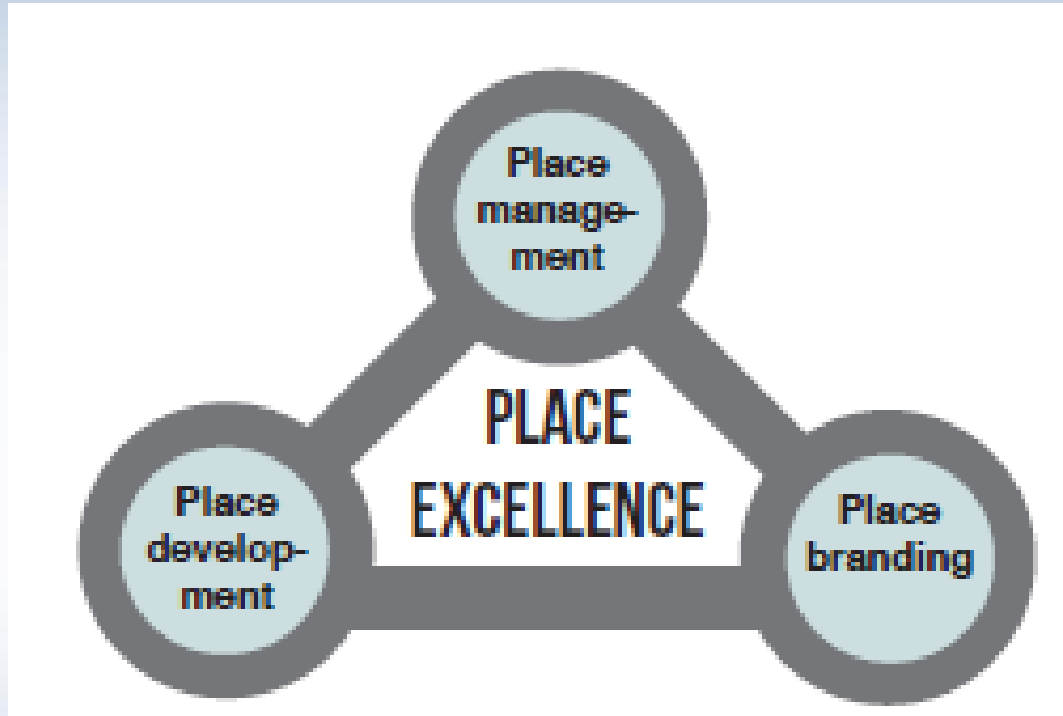 Place
manage-
ment
PLACE
EXCELLENCE
Place
develop-
ment
Place
branding